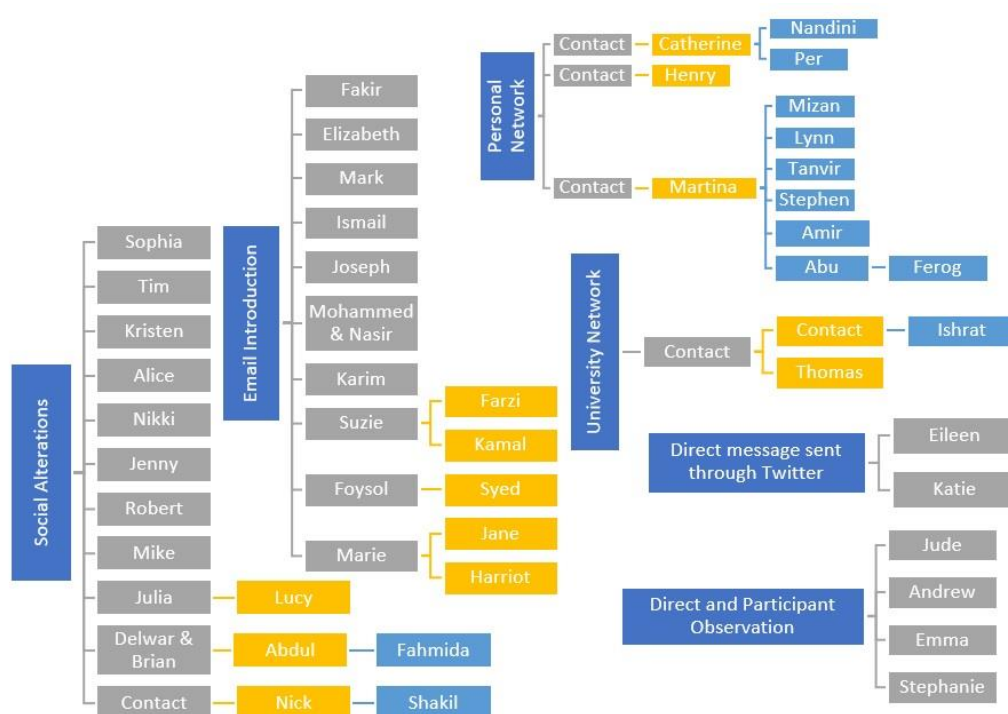 Social Alterations
Sophia
Tim
Kristen
Alice
Nikki
Jenny
Robert
Mike
Julia
Lucy
Delwar &
Brian
Abdul
Fahmida
Contact
Nick
Shakil
Email Introduction
Fakir
Elizabeth
Mark
Ismail
Joseph
Mohammed
& Nasir
Karim
Suzie
Farzi
Kamal
Foysol
Syed
Marie
Jane
Harriot
Personal
Network
Contact
Catherine
Nandini
Per
Contact
Henry
Contact
Martina
Mizan
Lynn
Tanvir
Stephen
Amir
Abu
Ferog
University Network
Contact
Contact
Ishrat
Thomas
Direct message sent
through Twitter
Eileen
Katie
Direct and Participant
Observation
Jude
Andrew
Emma
Stephanie